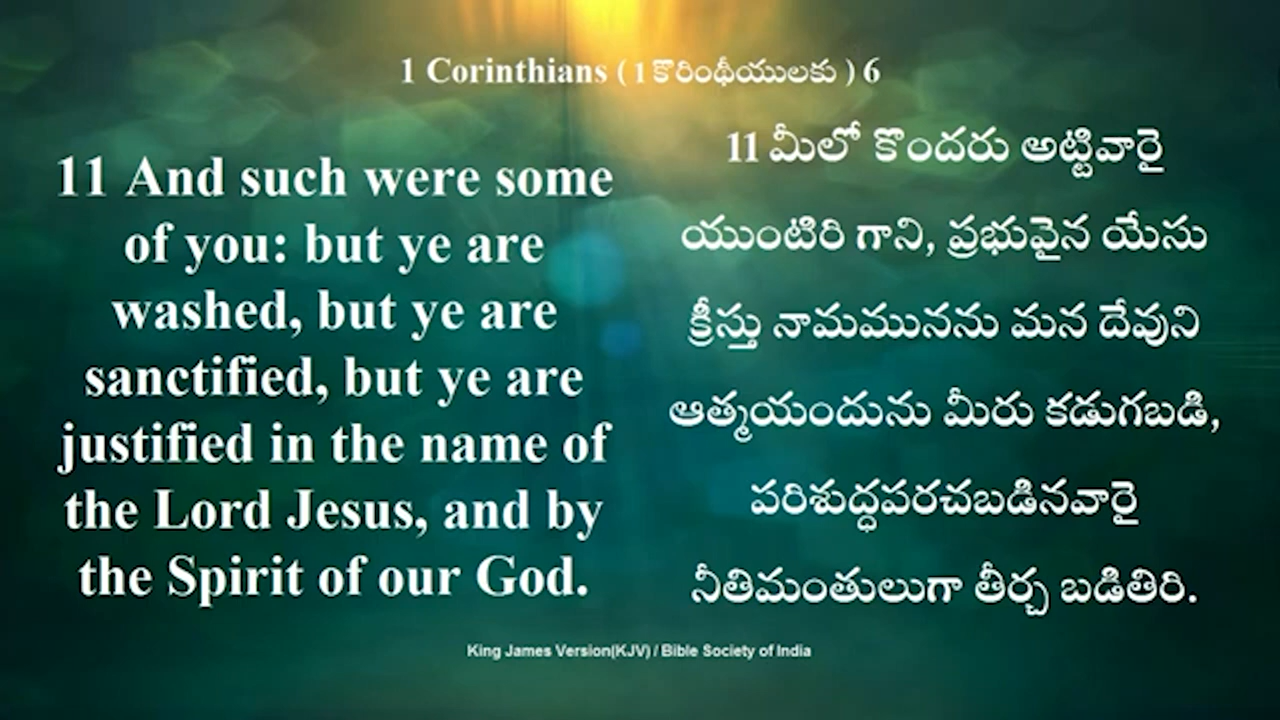 1 Corinthians ( 1 కొరింథీయులకు ) 6
11 And such were some
of you: but ye are
washed, but ye are
sanctified, but ye are
justified in the name of
the Lord Jesus, and by
the Spirit of our God.
11 మీలో కొందరు అట్టివారై
యుంటిరి గాని, ప్రభువైన యేసు
క్రీస్తు నామమునను మన దేవుని
ఆత్మయందును మీరు కడుగబడి,
పరిశుద్ధపరచబడినవారై
నీతిమంతులుగా తీర్చ బడితిరి.
King James Version(KJV) / Bible Society of India